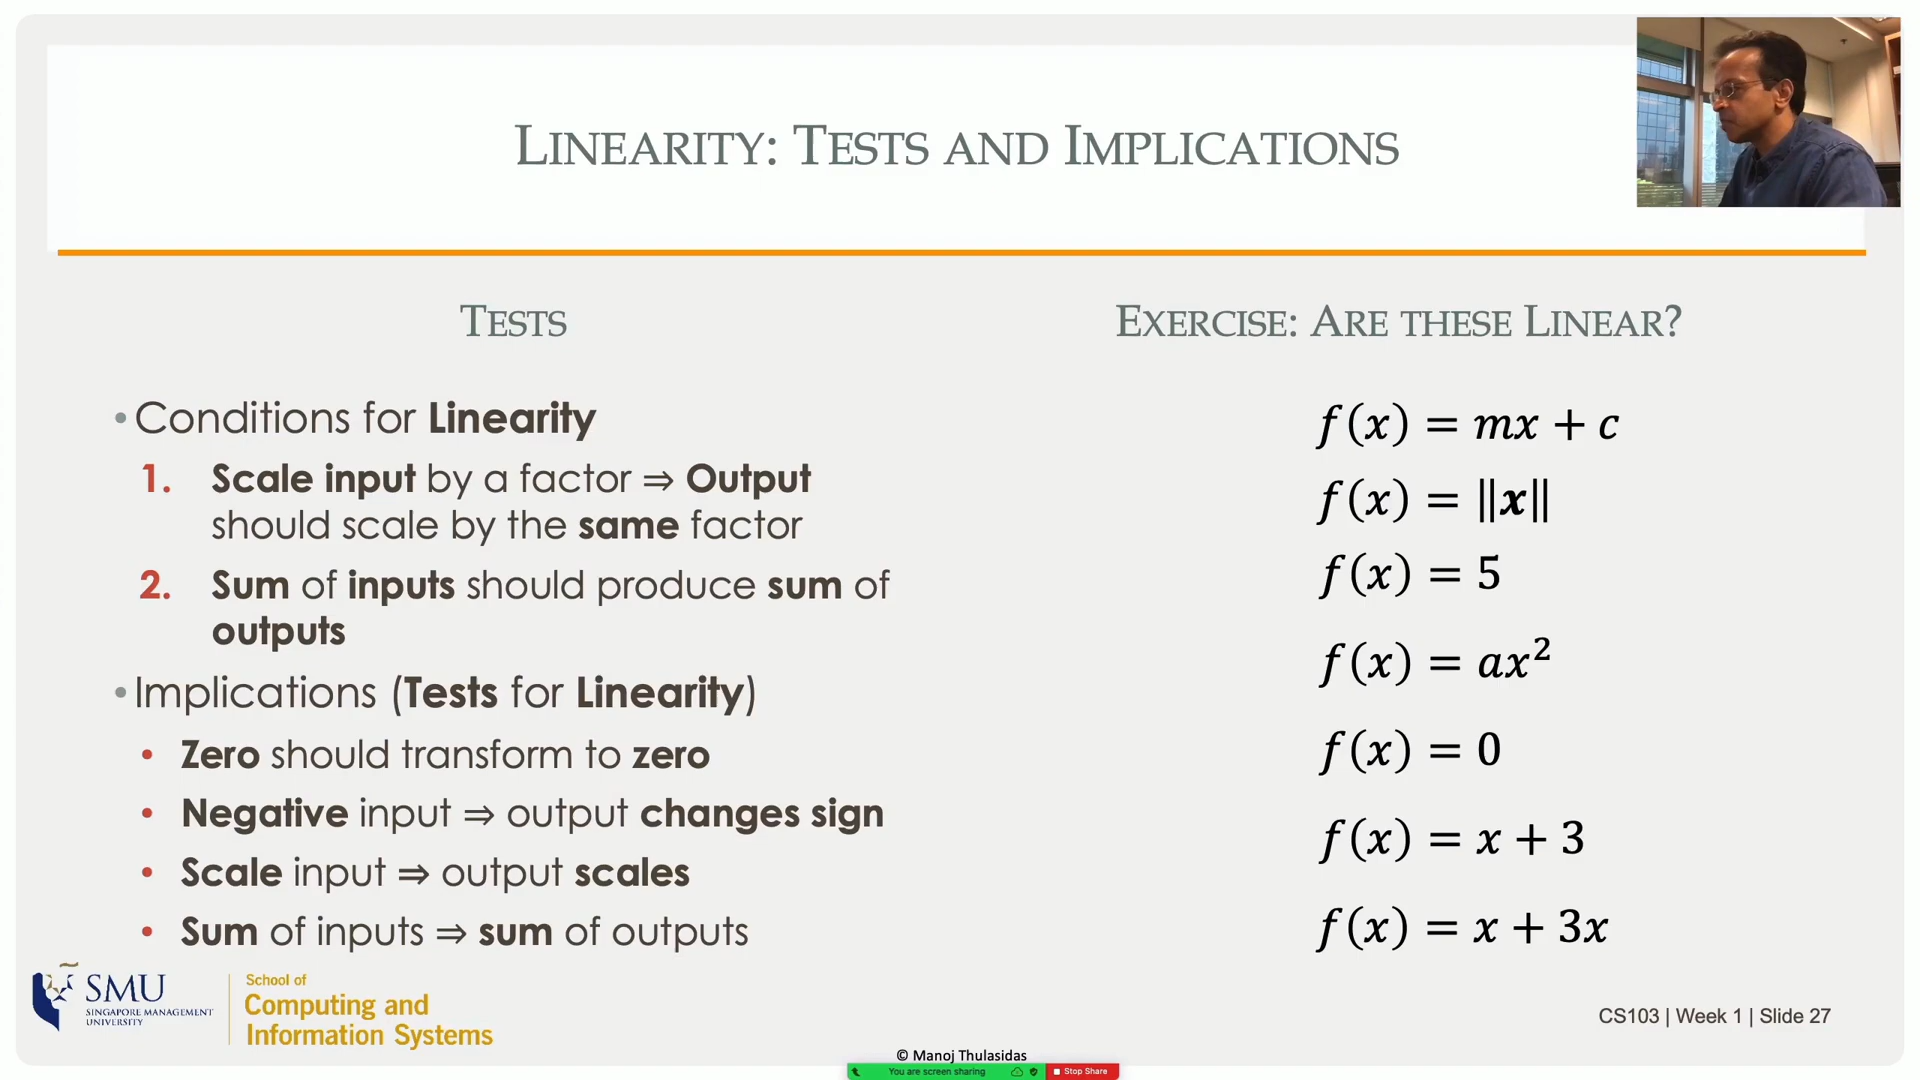 LINEARITY: TESTS AND IMPLICATIONS
TESTS
• Conditions for Linearity
1. Scale input by a factor ⇒ Output
should scale by the same factor
2. Sum of inputs should produce sum of
outputs
• Implications (Tests for Linearity)
• Zero should transform to zero
• Negative input ⇒ output changes sign
• Scale input ⇒ output scales
• Sum of inputs ⇒ sum of outputs
EXERCISE: ARE THESE LINEAR?
f(x) = mx + c
f(x) = ||x||
f(x) = 5
f(x) = ax²
f(x) = 0
f(x) = x + 3
f(x) = x + 3x
SMU
SINGAPORE MANAGEMENT
UNIVERSITY
School of
Computing and
Information Systems
CS103 | Week 1 | Slide 27
© Manoj Thulasidas
You are screen sharing
Stop Share